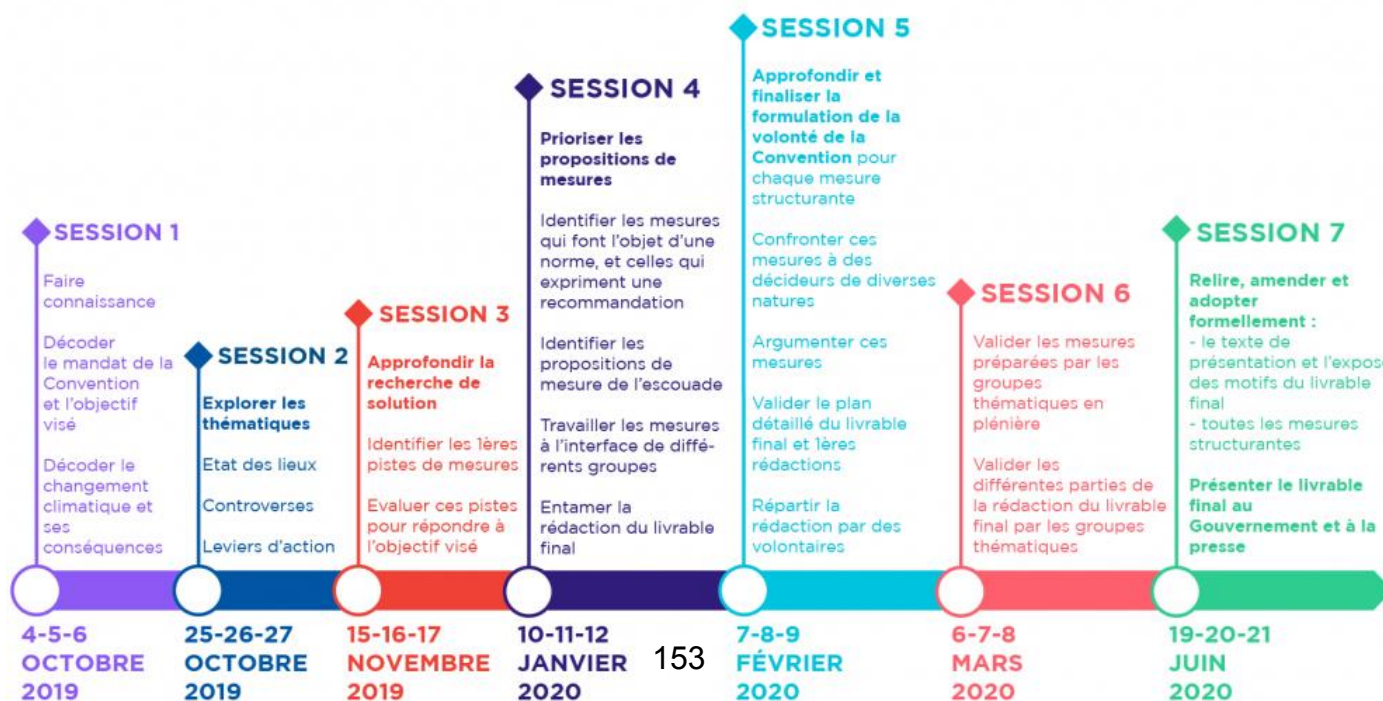 SESSION 1
Faire
connaissance
Décoder
le mandat de la
Convention
et l'objectif
visé
Décoder le
changement
climatique et
ses
conséquences
4-5-6
OCTOBRE
2019
SESSION 2
Explorer les
thématiques
Etat des lieux
Controverses
Leviers d'action
25-26-27
OCTOBRE
2019
SESSION 3
Approfondir la
recherche de
solution
Identifier les 1ères
pistes de mesures
Evaluer ces pistes
pour répondre à
l'objectif visé
15-16-17
NOVEMBRE
2019
SESSION 4
Prioriser les
propositions de
mesures
Identifier les mesures
qui font l'objet d'une
norme, et celles qui
expriment une
recommandation
Identifier les
propositions de
mesure de l'escouade
Travailler les mesures
à l'interface de diffé-
rents groupes
Entamer la
rédaction du livrable
final
10-11-12
JANVIER
2020
153
SESSION 5
Approfondir et
finaliser la
formulation de la
volonté de la
Convention pour
chaque mesure
structurante
Confronter ces
mesures à des
décideurs de diverses
natures
Argumenter ces
mesures
Valider le plan
détaillé du livrable
final et 1ères
rédactions
Répartir la
rédaction par des
volontaires
7-8-9
FÉVRIER
2020
SESSION 6
Valider les mesures
préparées par les
groupes
thématiques en
plénière
Valider les
différentes parties de
la rédaction du livrable
final par les groupes
thématiques
6-7-8
MARS
2020
SESSION 7
Relire, amender et
adopter
formellement :
- le texte de
présentation et l'expos
des motifs du livrable
final
- toutes les mesures
structurantes
Présenter le livrable
final au
Gouvernement et à la
presse
19-20-21
JUIN
2020